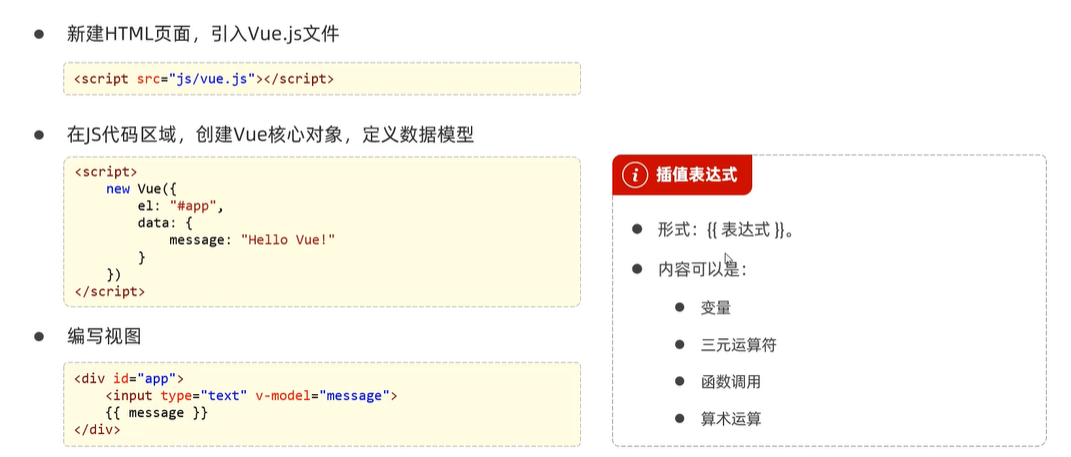 新建HTML页面，引入Vue.js文件
<script src="js/vue.js"></script>
在JS代码区域，创建Vue核心对象，定义数据模型
<script>
    new Vue({
        el: "#app",
        data: {
            message: "Hello Vue!"
        }
    })
</script>
编写视图
<div id="app">
    <input type="text" v-model="message">
    {{ message }}
</div>
插值表达式
形式：{{ 表达式 }}。
内容可以是：
变量
三元运算符
函数调用
算术运算